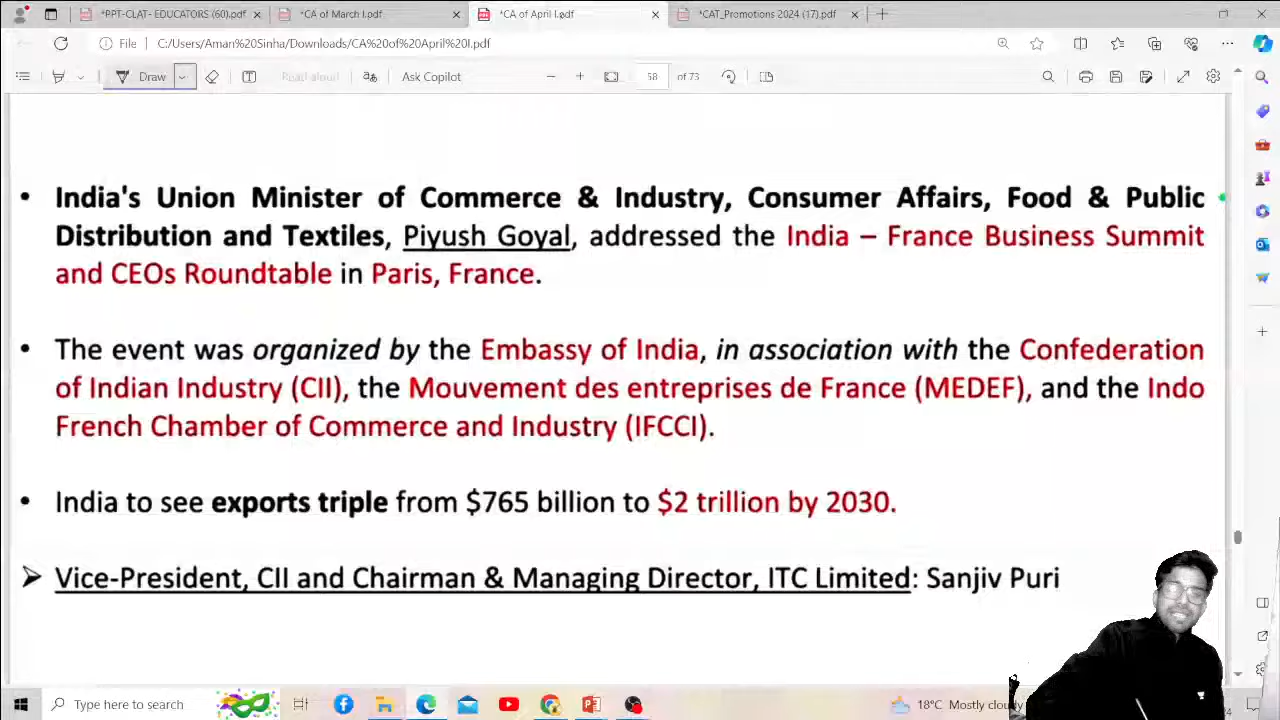 *PPT-CLAT- EDUCATORS (60).pdf
*CA of March I.pdf
*CA of April I.pdf
*CAT_Promotions 2024 (17).pdf
File
C:/Users/Aman%20Sinha/Downloads/CA%20of%20April%20I.pdf
Draw
Read aloud
Ask Copilot
58 of 73
• India's Union Minister of Commerce & Industry, Consumer Affairs, Food & Public
Distribution and Textiles, Piyush Goyal, addressed the India – France Business Summit
and CEOs Roundtable in Paris, France.
• The event was organized by the Embassy of India, in association with the Confederation
of Indian Industry (CII), the Mouvement des entreprises de France (MEDEF), and the Indo
French Chamber of Commerce and Industry (IFCCI).
• India to see exports triple from $765 billion to $2 trillion by 2030.
➢ Vice-President, CII and Chairman & Managing Director, ITC Limited: Sanjiv Puri
Type here to search
18°C Mostly cloudy